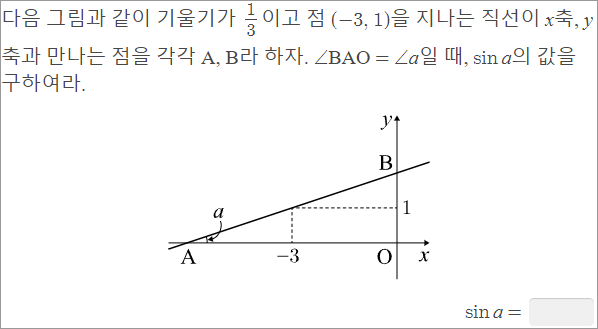 다음 그림과 같이 기울기가 1/3 이고 점 (−3, 1)을 지나는 직선이 x축, y
축과 만나는 점을 각각 A, B라 하자. ∠BAO = ∠a일 때, sin a의 값을
구하여라.
y
B
a
1
A
−3
O
x
sin a =